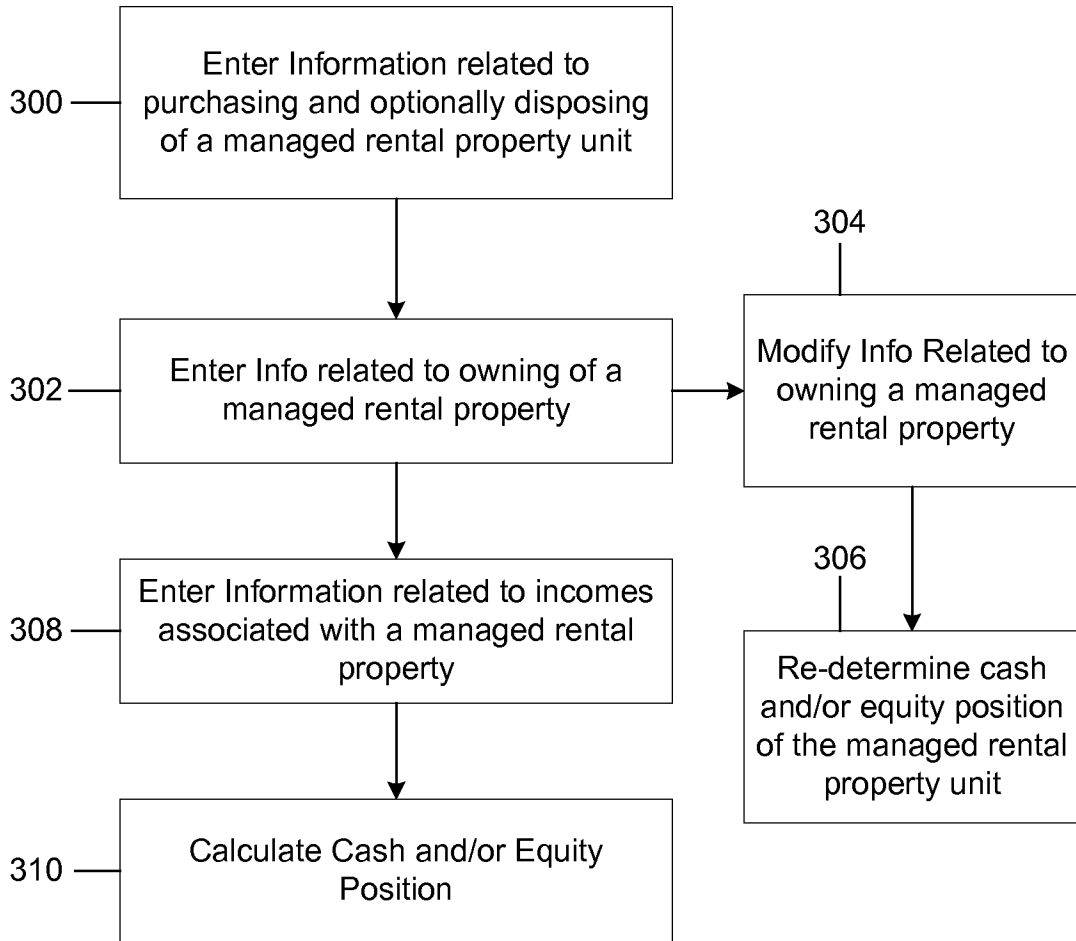 300
Enter Information related to
purchasing and optionally disposing
of a managed rental property unit
302
Enter Info related to owning of a
managed rental property
304
Modify Info Related to
owning a managed
rental property
306
Re-determine cash
and/or equity position
of the managed rental
property unit
308
Enter Information related to incomes
associated with a managed rental
property
310
Calculate Cash and/or Equity
Position